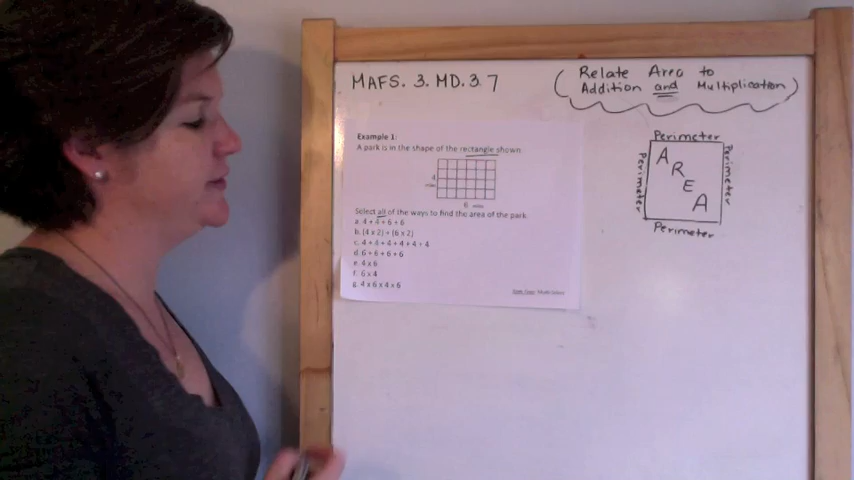 MAFS. 3. MD. 3.7
(Relate Area to
Addition and Multiplication)
Example 1:
A park is in the shape of the rectangle shown.
4
6
Select all of the ways to find the area of the park.
a. 4 + 4 + 6 + 6
b. (4 x 2) + (6 x 2)
c. 4 + 4 + 4 + 4 + 4 + 4
d. 6 + 6 + 6 + 6
e. 4 x 6
f. 6 x 4
g. 4 x 6 x 4 x 6
Perimeter
Perimeter
AREA
Perimeter
Perimeter